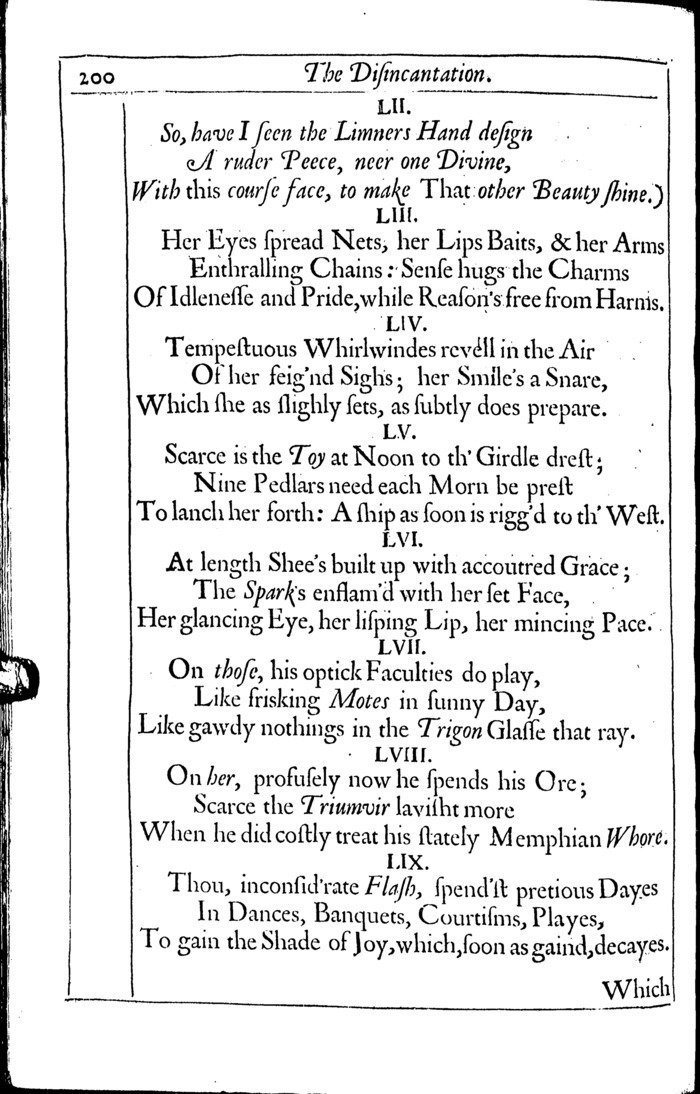 200 The Diſincantation.
LII.
So, have I ſeen the Limners Hand deſign
A ruder Peece, neer one Divine,
With this courſe face, to make That other Beauty ſhine.)
LIII.
Her Eyes ſpread Nets, her Lips Baits, & her Arms
Enthralling Chains: Senſe hugs the Charms
Of Idleneſſe and Pride, while Reaſon's free from Harms.
LIV.
Tempeſtuous Whirlwindes revell in the Air
Of her feig'nd Sighs; her Smile's a Snare,
Which ſhe as ſlighly ſets, as ſubtly does prepare.
LV.
Scarce is the Toy at Noon to th' Girdle dreſt;
Nine Pedlars need each Morn be preſt
To lanch her forth: A ſhip as ſoon is rigg'd to th' Weſt.
LVI.
At length Shee's built up with accoutred Grace;
The Spark's enflam'd with her ſet Face,
Her glancing Eye, her liſping Lip, her mincing Pace.
LVII.
On thoſe, his optick Faculties do play,
Like frisking Motes in ſunny Day,
Like gawdy nothings in the Trigon Glaſſe that ray.
LVIII.
On her, profuſely now he ſpends his Ore;
Scarce the Triumvir laviſht more
When he did coſtly treat his ſtately Memphian Whore.
LIX.
Thou, inconſid'rate Flaſh, ſpend'ſt pretious Dayes
In Dances, Banquets, Courtiſms, Playes,
To gain the Shade of Joy, which, ſoon as gaind, decayes.
Which